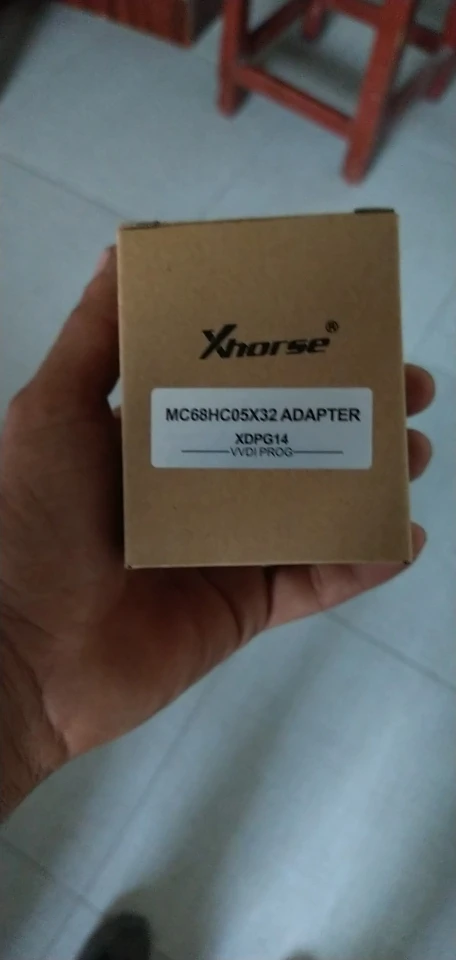 Xhorse®
MC68HC05X32 ADAPTER
XDPG14
VVDI PROG